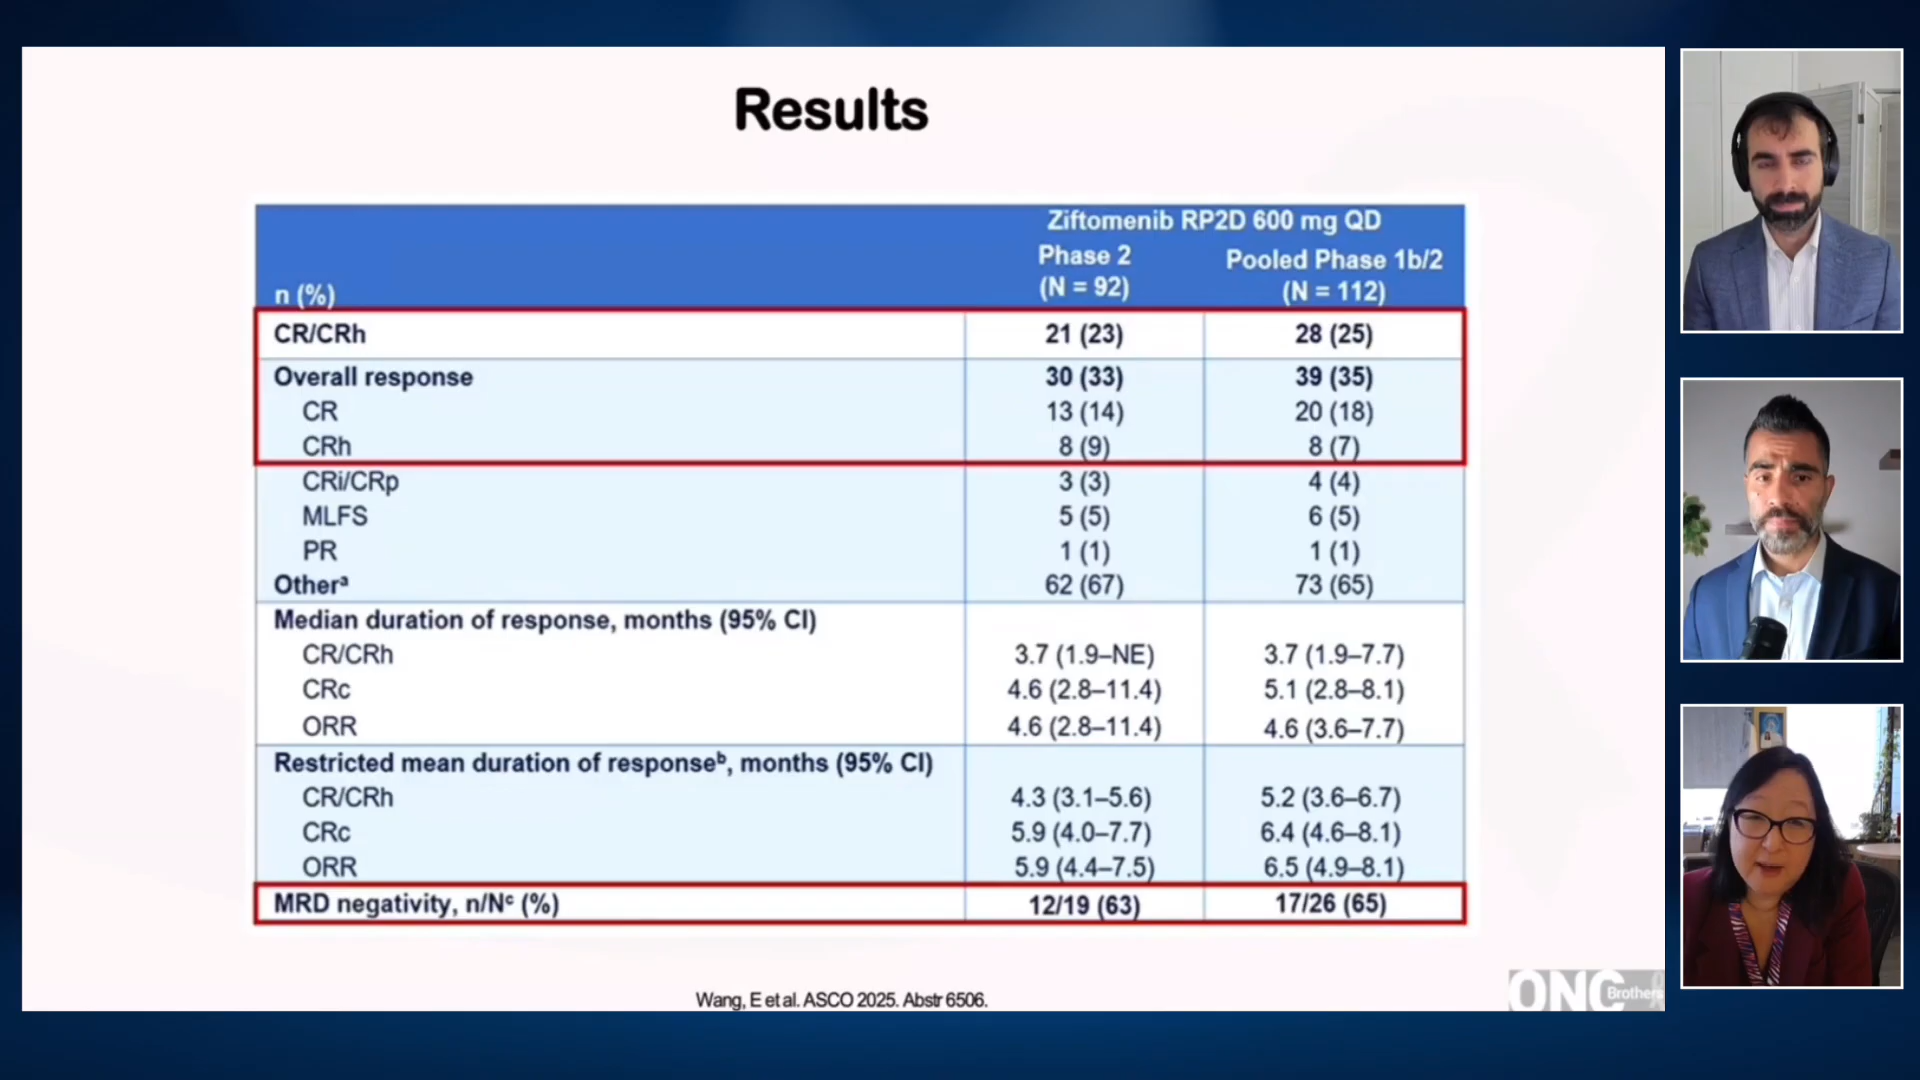 Results
Ziftomenib RP2D 600 mg QD
n (%) Phase 2 (N = 92) Pooled Phase 1b/2 (N = 112)
CR/CRh 21 (23) 28 (25)
Overall response 30 (33) 39 (35)
CR 13 (14) 20 (18)
CRh 8 (9) 8 (7)
CRi/CRp 3 (3) 4 (4)
MLFS 5 (5) 6 (5)
PR 1 (1) 1 (1)
Otherᵃ 62 (67) 73 (65)
Median duration of response, months (95% CI)
CR/CRh 3.7 (1.9–NE) 3.7 (1.9–7.7)
CRc 4.6 (2.8–11.4) 5.1 (2.8–8.1)
ORR 4.6 (2.8–11.4) 4.6 (3.6–7.7)
Restricted mean duration of responseᵇ, months (95% CI)
CR/CRh 4.3 (3.1–5.6) 5.2 (3.6–6.7)
CRc 5.9 (4.0–7.7) 6.4 (4.6–8.1)
ORR 5.9 (4.4–7.5) 6.5 (4.9–8.1)
MRD negativity, n/Nᶜ (%) 12/19 (63) 17/26 (65)
Wang, E et al. ASCO 2025. Abstr 6506.
ONC Brothers